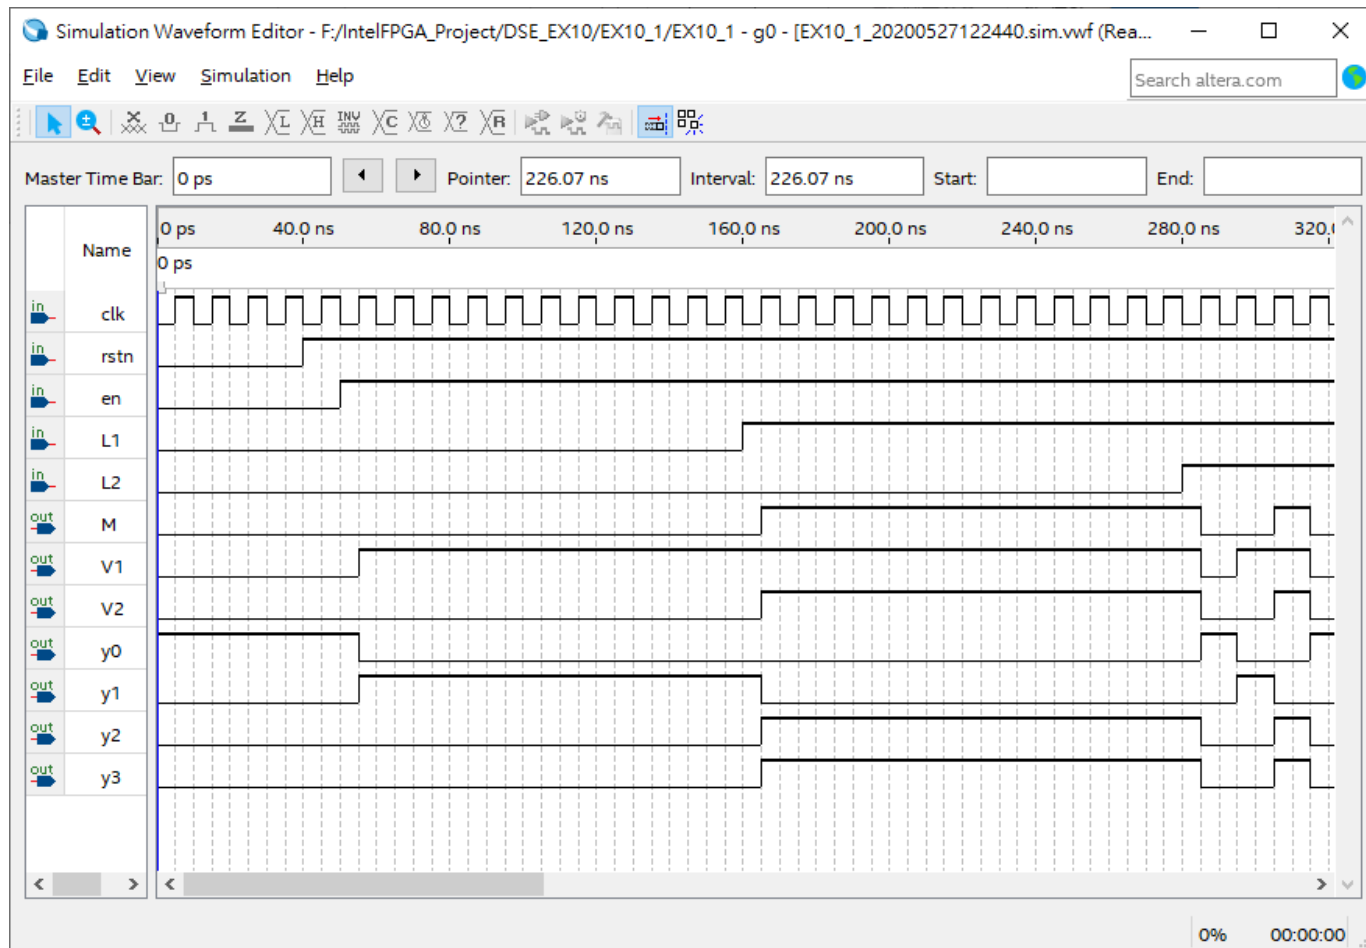 Simulation Waveform Editor - F:/IntelFPGA_Project/DSE_EX10/EX10_1/EX10_1 - g0 - [EX10_1_20200527122440.sim.vwf (Rea...
File Edit View Simulation Help
Search altera.com
Master Time Bar: 0 ps Pointer: 226.07 ns Interval: 226.07 ns Start: End:
Name
0 ps 40.0 ns 80.0 ns 120.0 ns 160.0 ns 200.0 ns 240.0 ns 280.0 ns 320.
0 ps
in clk
in rstn
in en
in L1
in L2
out M
out V1
out V2
out y0
out y1
out y2
out y3
0% 00:00:00